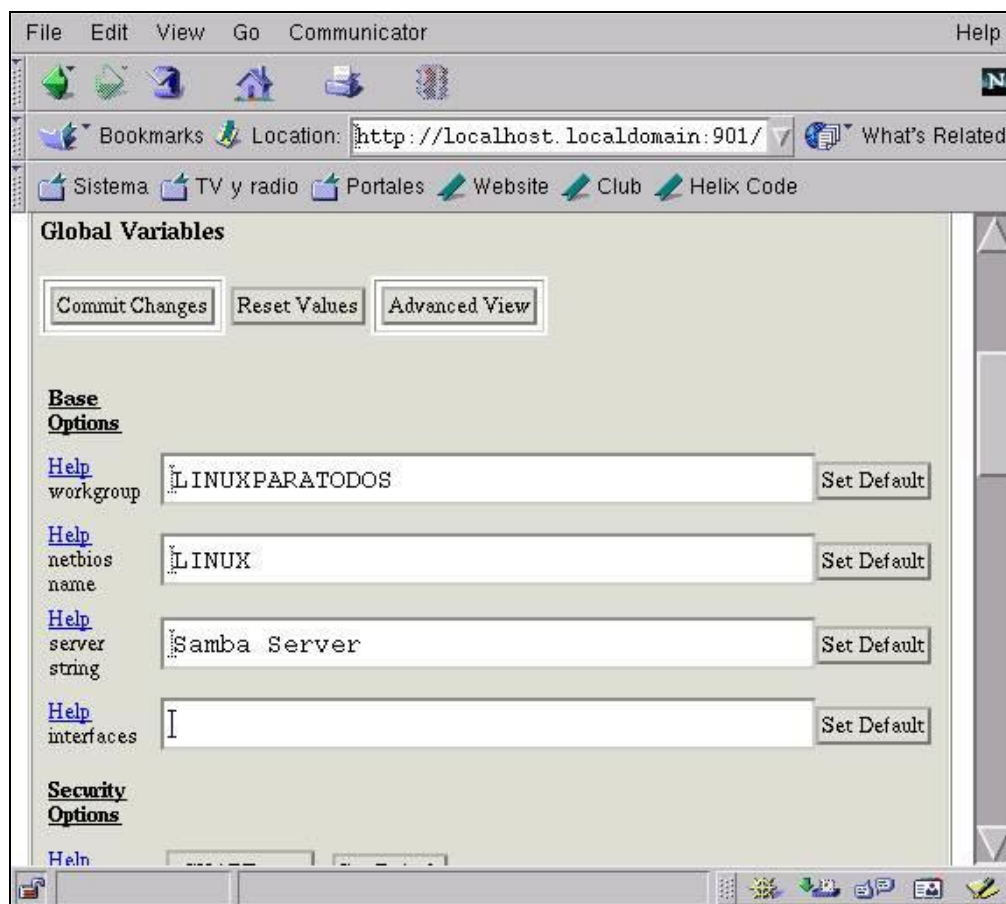 File Edit View Go Communicator Help
N
Bookmarks Location: http://localhost.localdomain:901/ What's Related
Sistema TV y radio Portales Website Club Helix Code
Global Variables
Commit Changes Reset Values Advanced View
Base
Options
Help
workgroup
LINUXPARATODOS
Set Default
Help
netbios
name
LINUX
Set Default
Help
server
string
Samba Server
Set Default
Help
interfaces
Set Default
Security
Options
Help